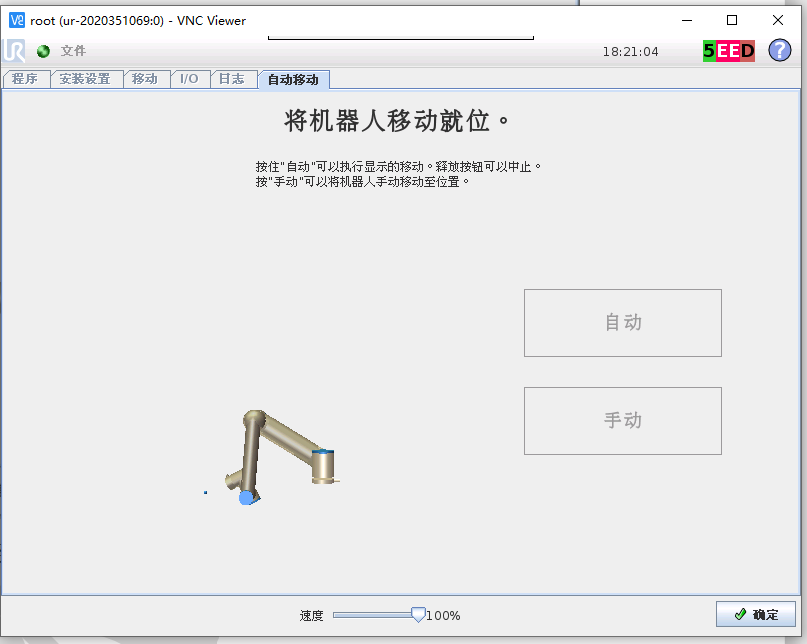 root (ur-2020351069:0) - VNC Viewer
文件
18:21:04
5EED
程序
安装设置
移动
I/O
日志
自动移动
将机器人移动就位。
按住"自动"可以执行显示的移动。释放按钮可以中止。
按"手动"可以将机器人手动移动至位置。
自动
手动
速度
100%
确定